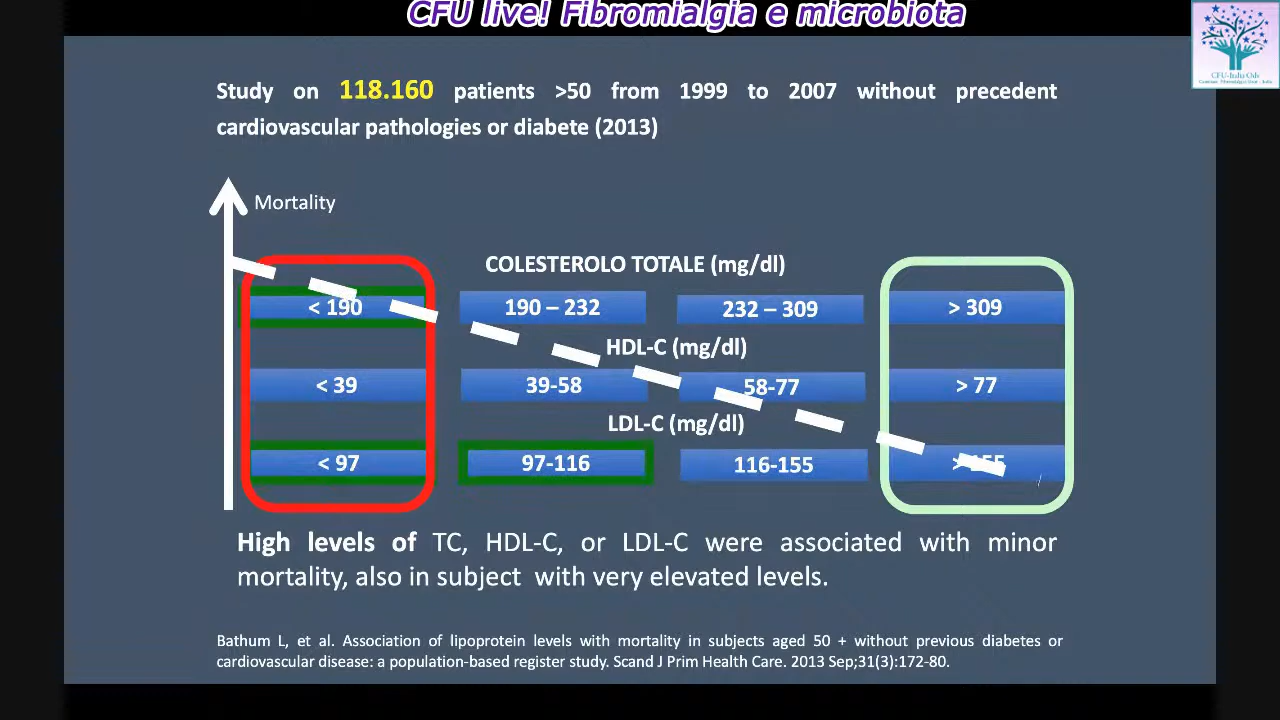 CFU live! Fibromialgia e microbiota
CFU-Italia Odv
Study on 118.160 patients >50 from 1999 to 2007 without precedent
cardiovascular pathologies or diabete (2013)
Mortality
COLESTEROLO TOTALE (mg/dl)
< 190 190 – 232 232 – 309 > 309
HDL-C (mg/dl)
< 39 39-58 58-77 > 77
LDL-C (mg/dl)
< 97 97-116 116-155 > 155
High levels of TC, HDL-C, or LDL-C were associated with minor
mortality, also in subject with very elevated levels.
Bathum L, et al. Association of lipoprotein levels with mortality in subjects aged 50 + without previous diabetes or
cardiovascular disease: a population-based register study. Scand J Prim Health Care. 2013 Sep;31(3):172-80.